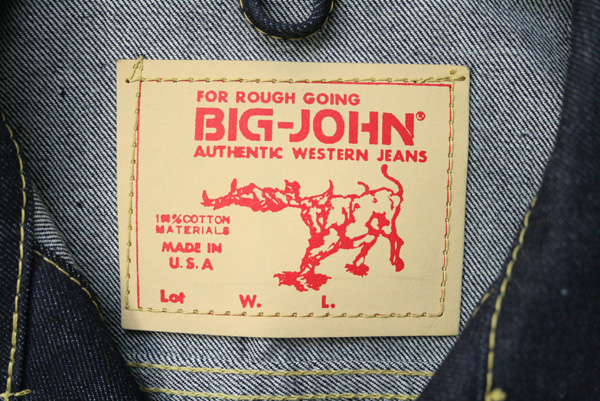 FOR ROUGH GOING
BIG-JOHN®
AUTHENTIC WESTERN JEANS
100% COTTON
MATERIALS
MADE IN
U.S.A
Lot W. L.